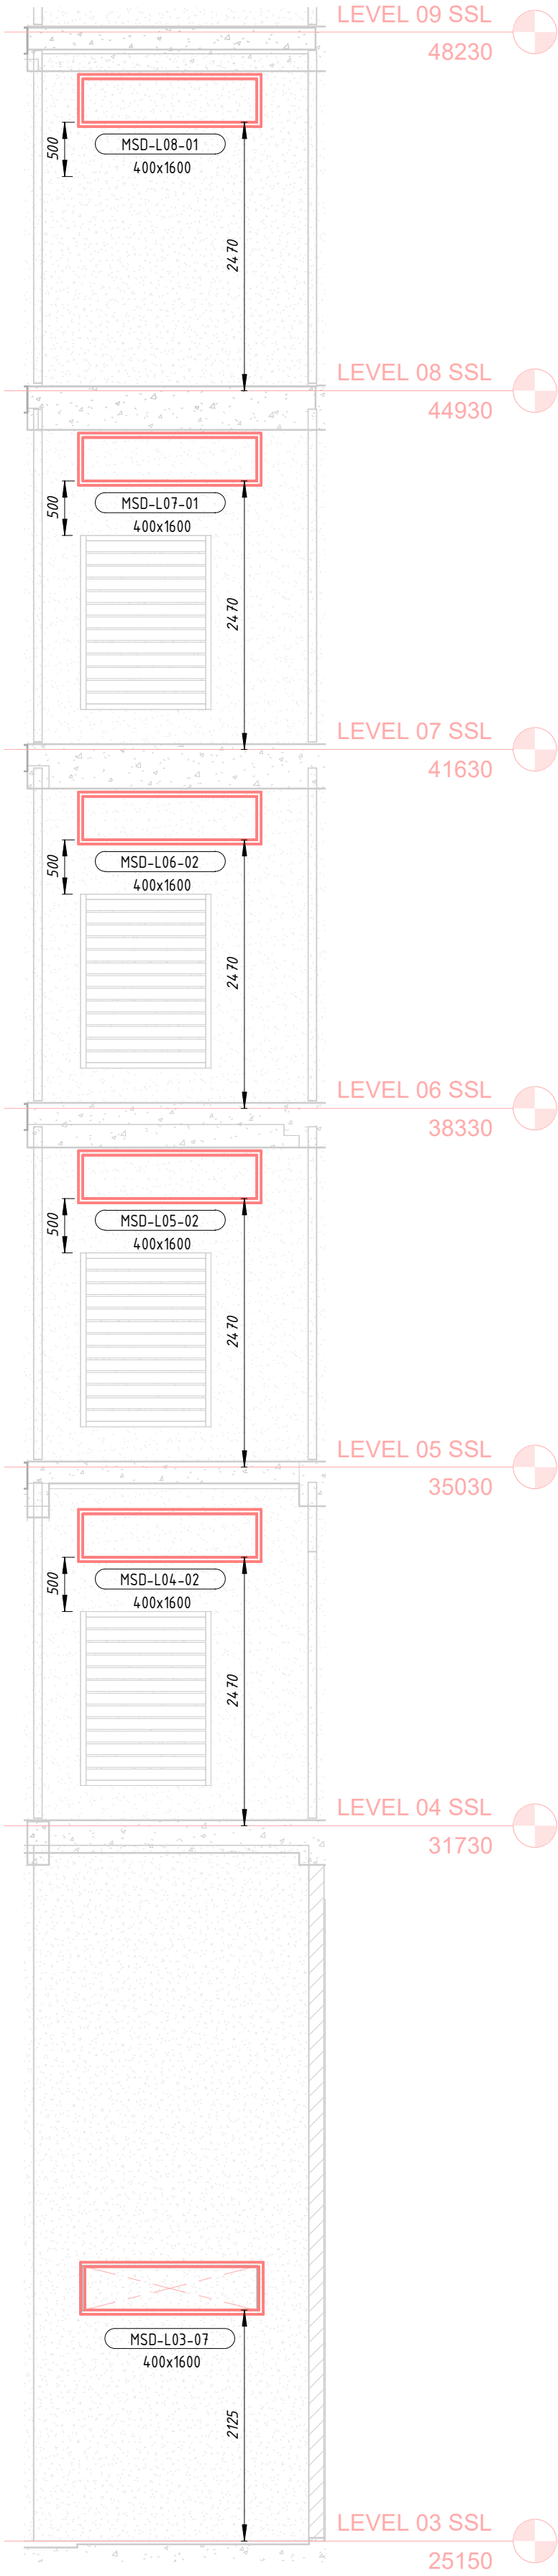 LEVEL 09 SSL
48230
500
MSD-L08-01
400x1600
2470
LEVEL 08 SSL
44930
500
MSD-L07-01
400x1600
2470
LEVEL 07 SSL
41630
500
MSD-L06-02
400x1600
2470
LEVEL 06 SSL
38330
500
MSD-L05-02
400x1600
2470
LEVEL 05 SSL
35030
500
MSD-L04-02
400x1600
2470
LEVEL 04 SSL
31730
MSD-L03-07
400x1600
2125
LEVEL 03 SSL
25150